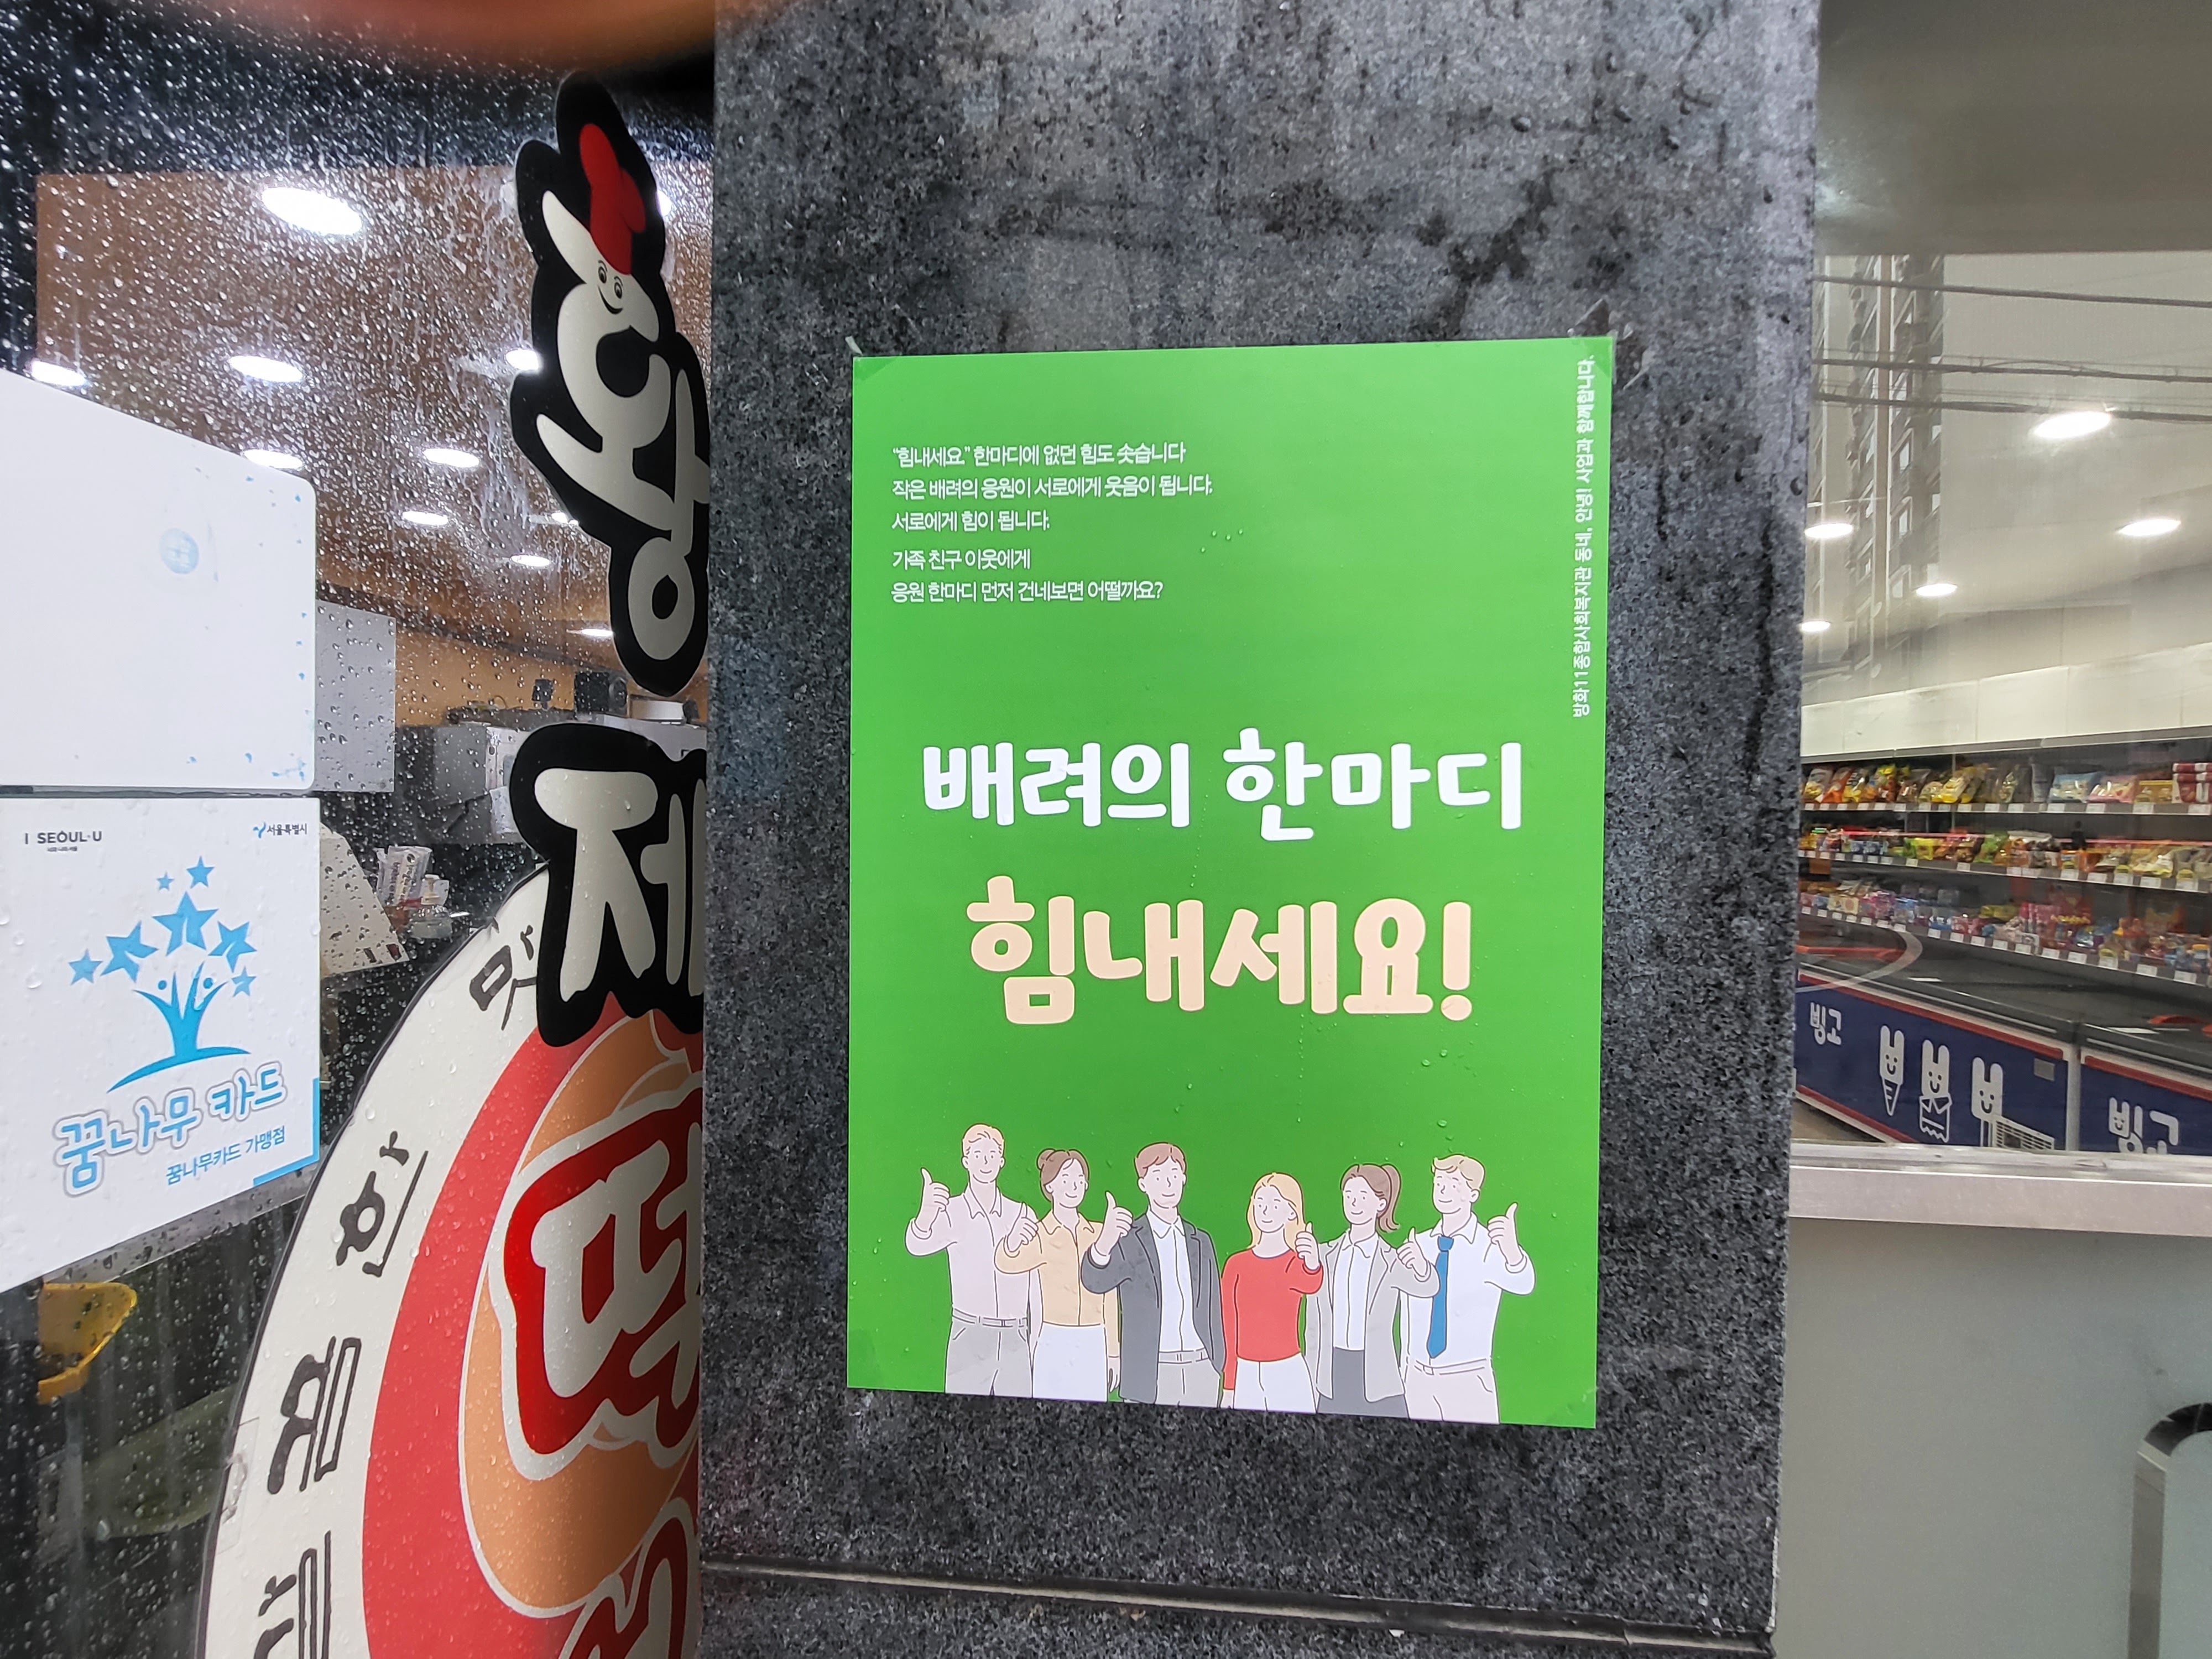 I SEOUL·U
서울특별시
꿈나무 카드
꿈나무카드 가맹점
떡
"힘내세요." 한마디에 없던 힘도 솟습니다
작은 배려의 응원이 서로에게 웃음이 됩니다.
서로에게 힘이 됩니다.
가족 친구 이웃에게
응원 한마디 먼저 건네보면 어떨까요?
방화11종합사회복지관 동네, 안녕! 사업과 함께합니다.
배려의 한마디
힘내세요!
빙고
빙고